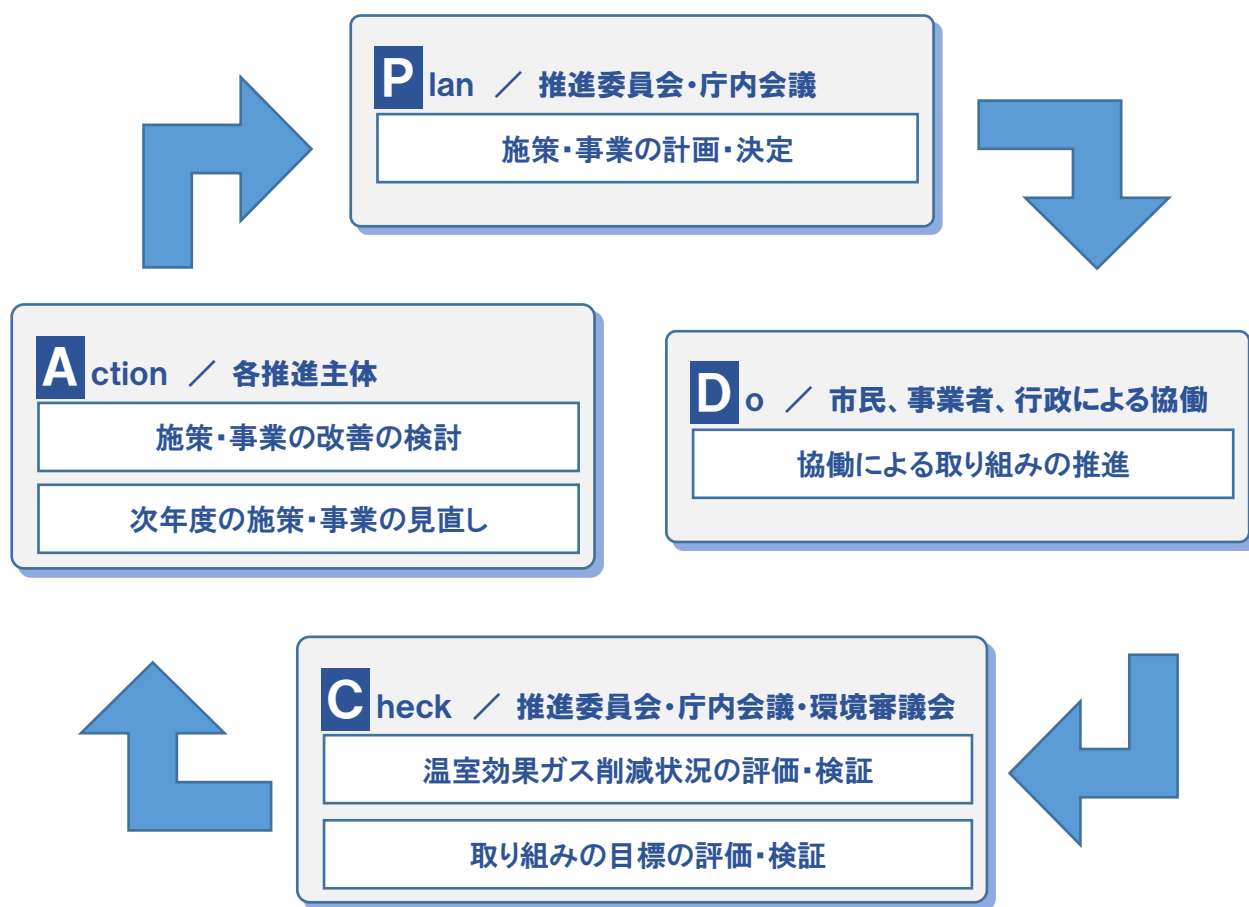 Plan ／ 推進委員会・庁内会議
施策・事業の計画・決定
Action ／ 各推進主体
施策・事業の改善の検討
次年度の施策・事業の見直し
Do ／ 市民、事業者、行政による協働
協働による取り組みの推進
Check ／ 推進委員会・庁内会議・環境審議会
温室効果ガス削減状況の評価・検証
取り組みの目標の評価・検証